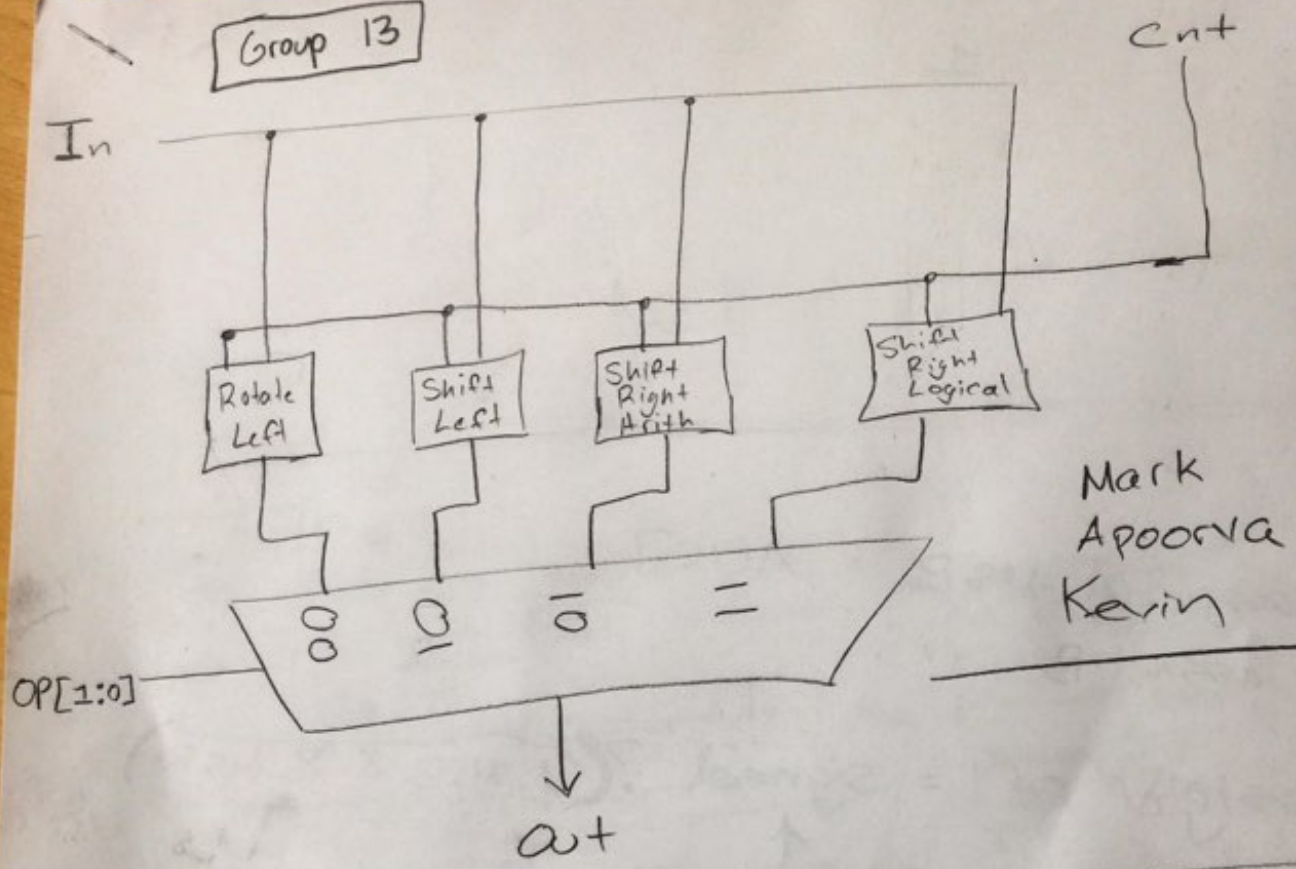 Group 13
Cnt
In
Rotate
Left
Shift
Left
Shift
Right
Arith
Shift
Right
Logical
Mark
Apoorva
Kevin
00
01
10
11
OP[1:0]
Out